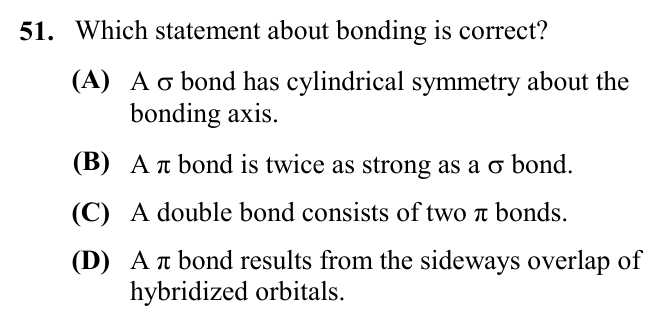 51. Which statement about bonding is correct?
(A) A σ bond has cylindrical symmetry about the
bonding axis.
(B) A π bond is twice as strong as a σ bond.
(C) A double bond consists of two π bonds.
(D) A π bond results from the sideways overlap of
hybridized orbitals.